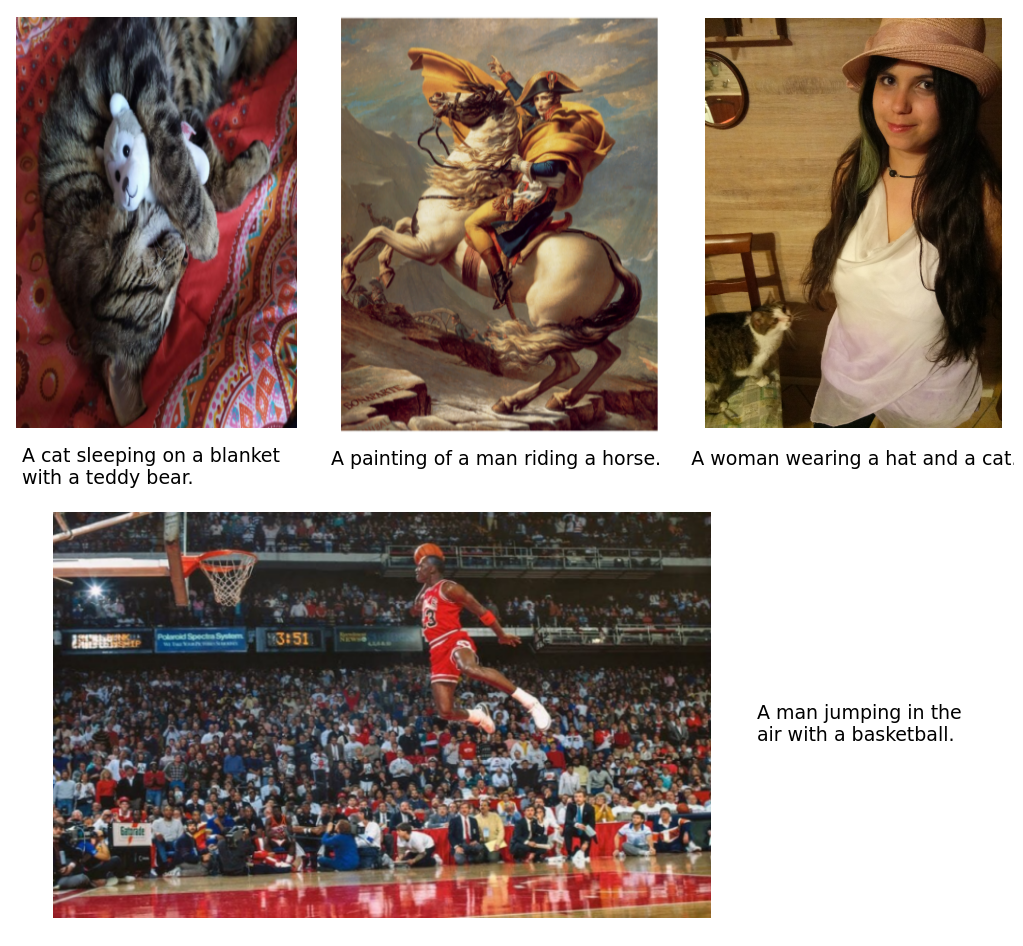 A cat sleeping on a blanket
with a teddy bear.
A painting of a man riding a horse.
A woman wearing a hat and a cat.
Polaroid Spectra System.
3:51
A man jumping in the
air with a basketball.
Gatorade